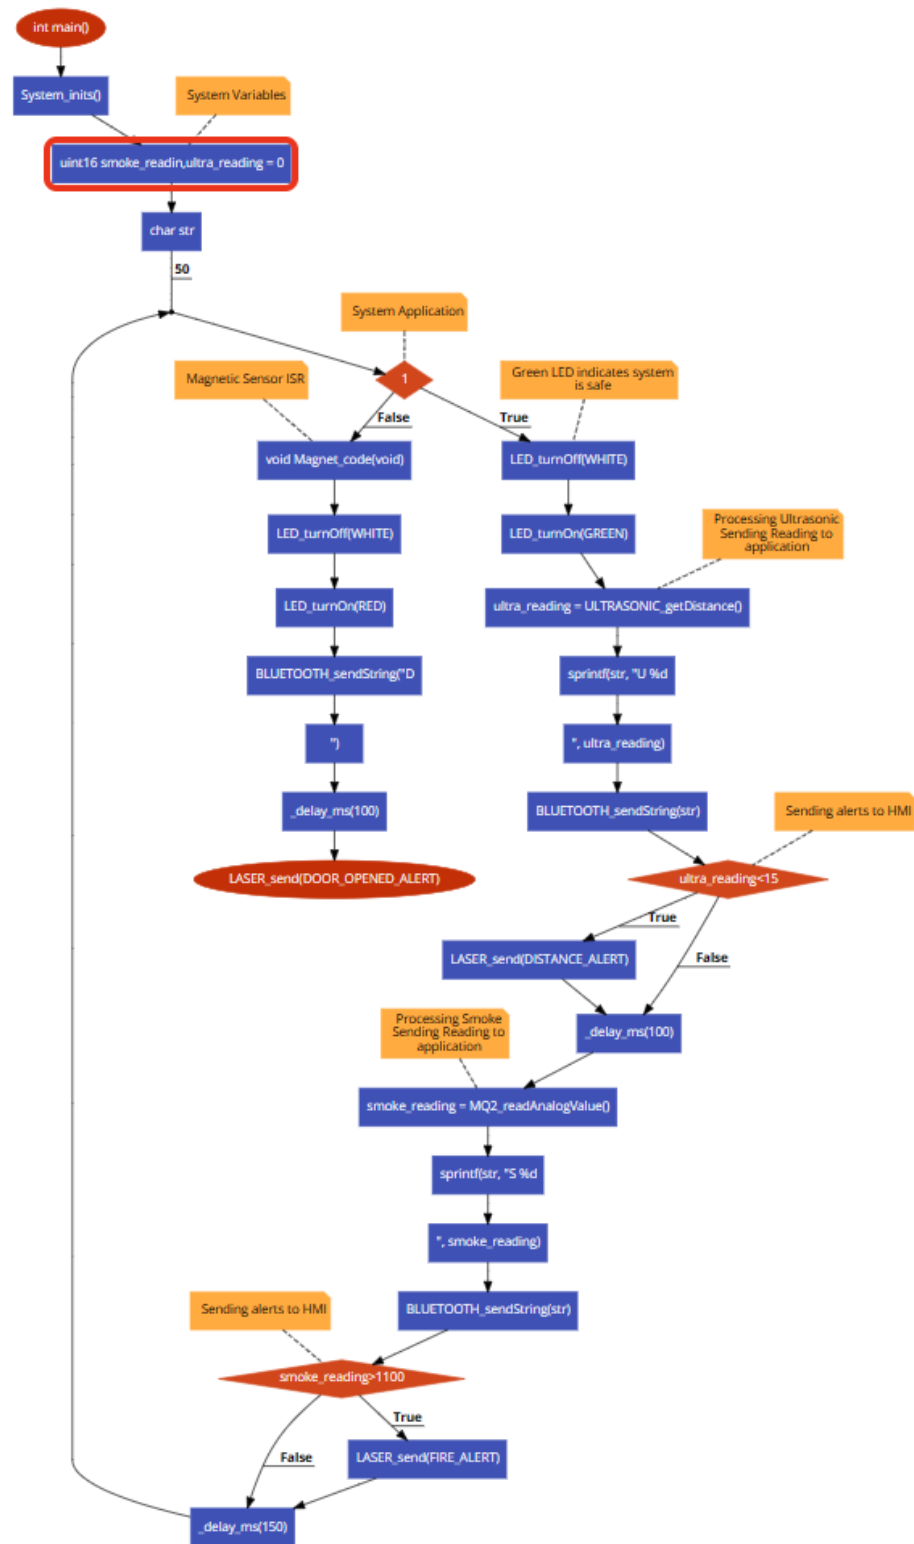 int main()
System_inits()
System Variables
uint16 smoke_readin,ultra_reading = 0
char str
50
System Application
1
Magnetic Sensor ISR
Green LED indicates system
is safe
False
True
void Magnet_code(void)
LED_turnOff(WHITE)
LED_turnOff(WHITE)
LED_turnOn(GREEN)
Processing Ultrasonic
Sending Reading to
application
LED_turnOn(RED)
ultra_reading = ULTRASONIC_getDistance()
BLUETOOTH_sendString("D
sprintf(str, "U %d
")
", ultra_reading)
_delay_ms(100)
BLUETOOTH_sendString(str)
Sending alerts to HMI
LASER_send(DOOR_OPENED_ALERT)
ultra_reading<15
True
False
LASER_send(DISTANCE_ALERT)
Processing Smoke
Sending Reading to
application
_delay_ms(100)
smoke_reading = MQ2_readAnalogValue()
sprintf(str, "S %d
", smoke_reading)
BLUETOOTH_sendString(str)
Sending alerts to HMI
smoke_reading>1100
True
False
LASER_send(FIRE_ALERT)
_delay_ms(150)